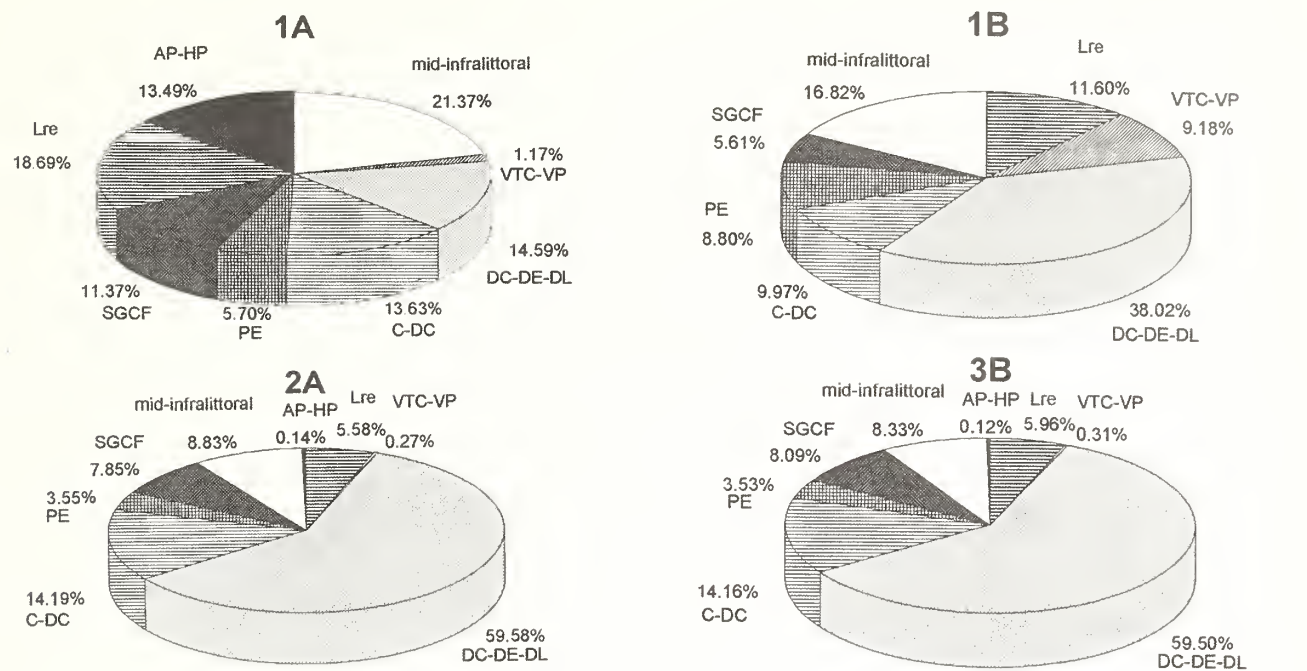 1A
AP-HP
13.49%
mid-infralittoral
21.37%
Lre
18.69%
1.17%
VTC-VP
14.59%
DC-DE-DL
11.37%
SGCF
5.70%
PE
13.63%
C-DC
1B
mid-infralittoral
16.82%
Lre
11.60%
VTC-VP
9.18%
SGCF
5.61%
PE
8.80%
9.97%
C-DC
38.02%
DC-DE-DL
2A
mid-infralittoral
8.83%
AP-HP
0.14%
Lre
5.58%
VTC-VP
0.27%
SGCF
7.85%
3.55%
PE
14.19%
C-DC
59.58%
DC-DE-DL
3B
mid-infralittoral
8.33%
AP-HP
0.12%
Lre
5.96%
VTC-VP
0.31%
SGCF
8.09%
3.53%
PE
14.16%
C-DC
59.50%
DC-DE-DL